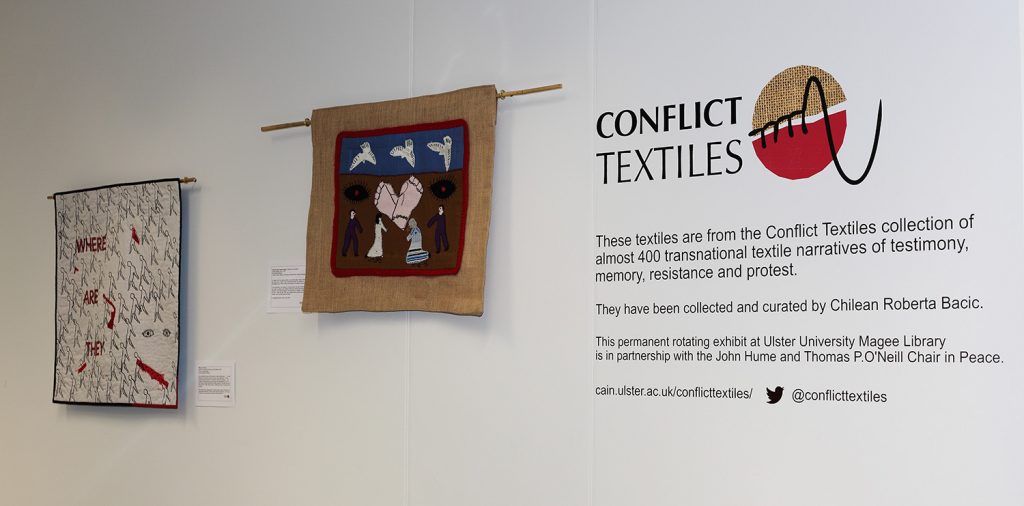 WHERE
ARE
THEY
CONFLICT
TEXTILES
These textiles are from the Conflict Textiles collection of
almost 400 transnational textile narratives of testimony,
memory, resistance and protest.
They have been collected and curated by Chilean Roberta Bacic.
This permanent rotating exhibit at Ulster University Magee Library
is in partnership with the John Hume and Thomas P.O'Neill Chair in Peace.
cain.ulster.ac.uk/conflicttextiles/ @conflicttextiles